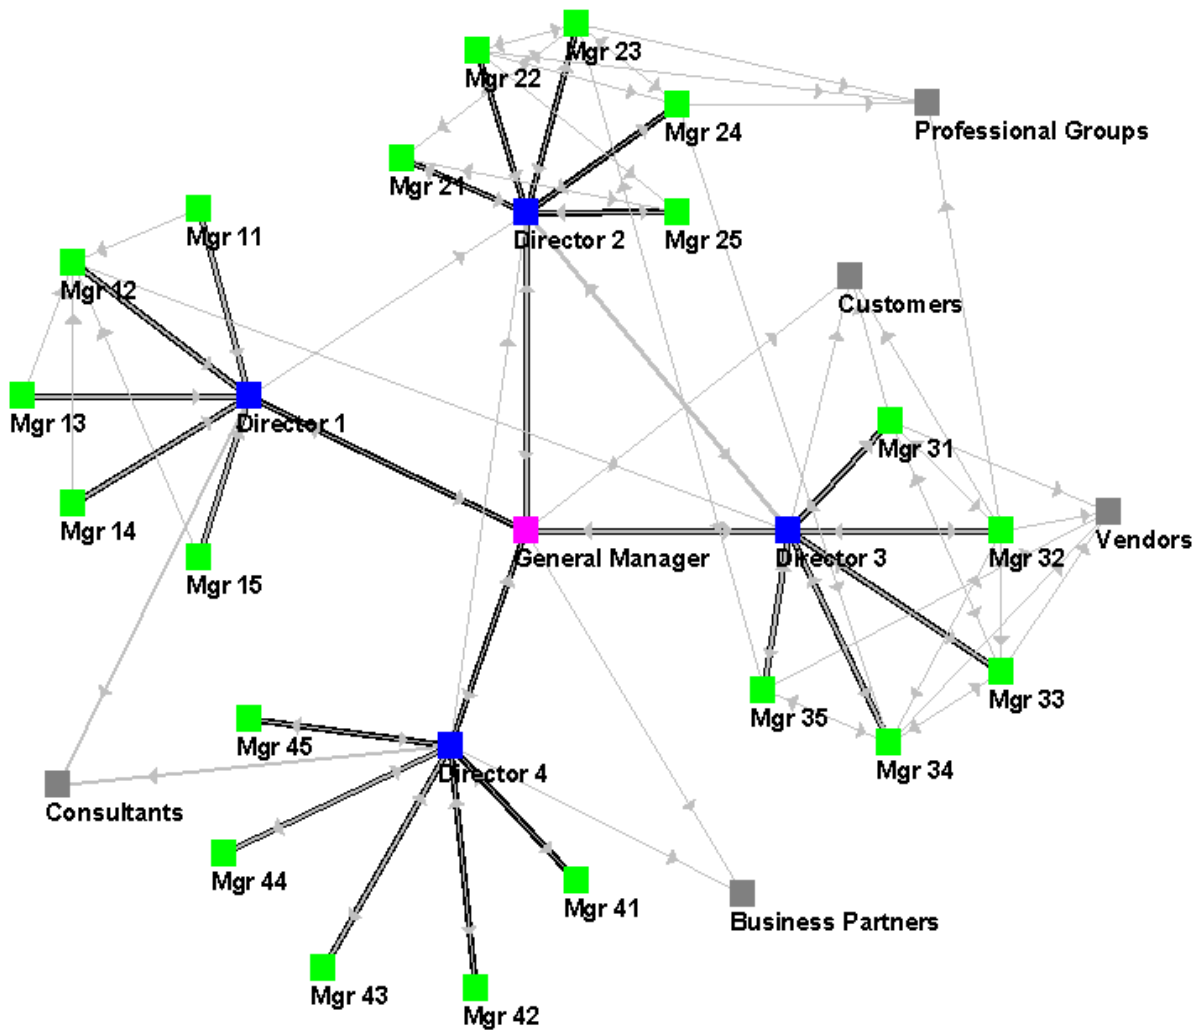 Mgr 23
Mgr 22
Mgr 24
Professional Groups
Mgr 21
Mgr 11
Director 2
Mgr 25
Mgr 12
Customers
Mgr 13
Director 1
Mgr 31
Mgr 14
Mgr 15
General Manager
Director 3
Mgr 32
Vendors
Mgr 35
Mgr 33
Mgr 45
Director 4
Mgr 34
Consultants
Mgr 44
Mgr 41
Business Partners
Mgr 43
Mgr 42